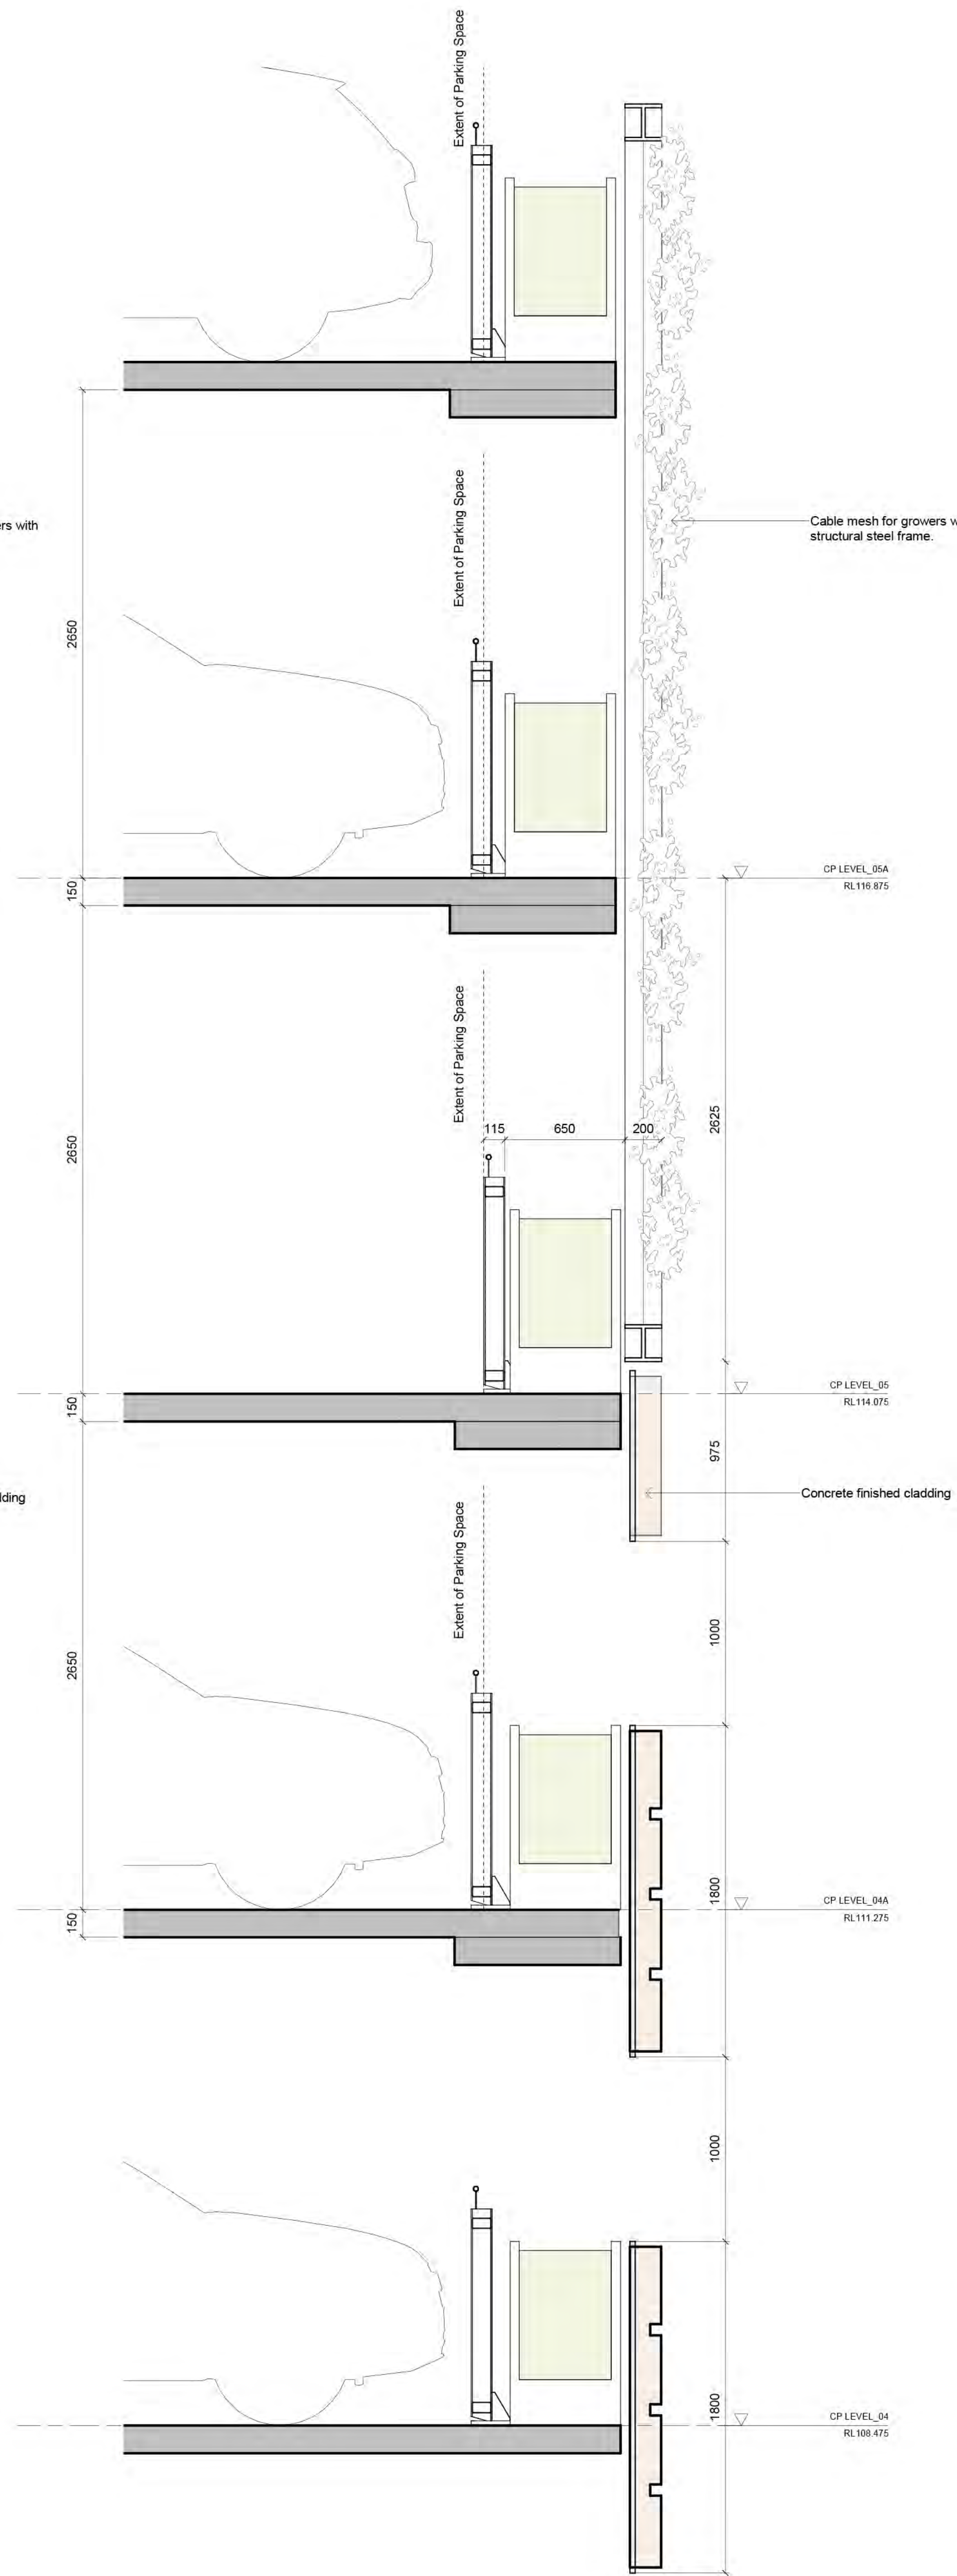 Extent of Parking Space
Extent of Parking Space
ers with
Cable mesh for growers w
structural steel frame.
2650
150
CP LEVEL_05A
RL116.875
Extent of Parking Space
2650
115
650
200
2625
150
CP LEVEL_05
RL114.075
975
lding
Concrete finished cladding
Extent of Parking Space
1000
2650
150
1800
CP LEVEL_04A
RL111.275
1000
1800
CP LEVEL_04
RL108.475